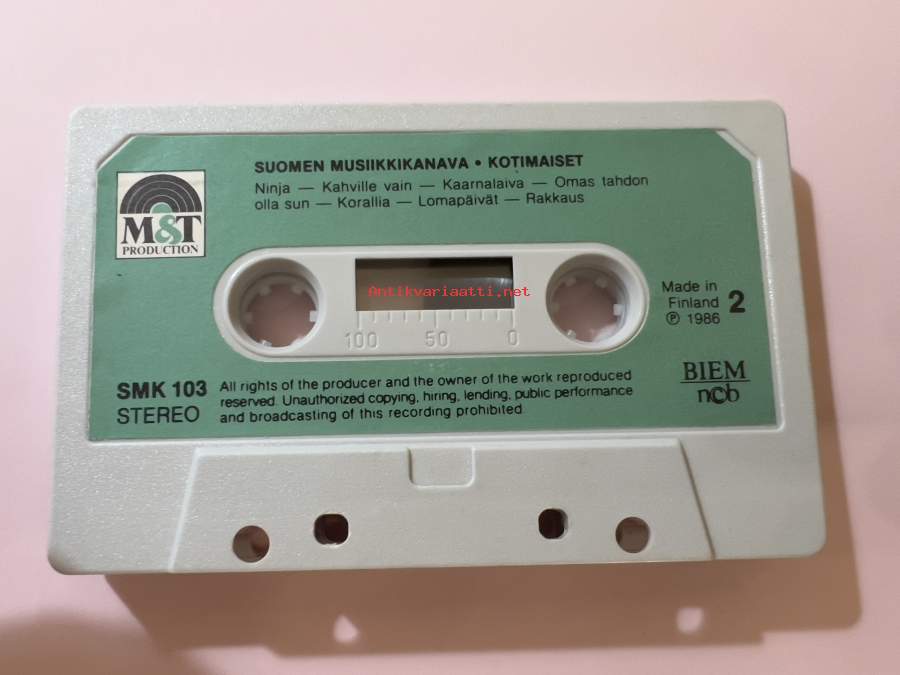 SUOMEN MUSIIKKIKANAVA • KOTIMAISET
Ninja — Kahville vain — Kaarnalaiva — Omas tahdon
olla sun — Korallia — Lomapäivät — Rakkaus
M&T
PRODUCTION
Antikvariaatti.net
100 50 0
Made in
Finland
℗ 1986
2
SMK 103
STEREO
All rights of the producer and the owner of the work reproduced
reserved. Unauthorized copying, hiring, lending, public performance
and broadcasting of this recording prohibited
BIEM
ncb